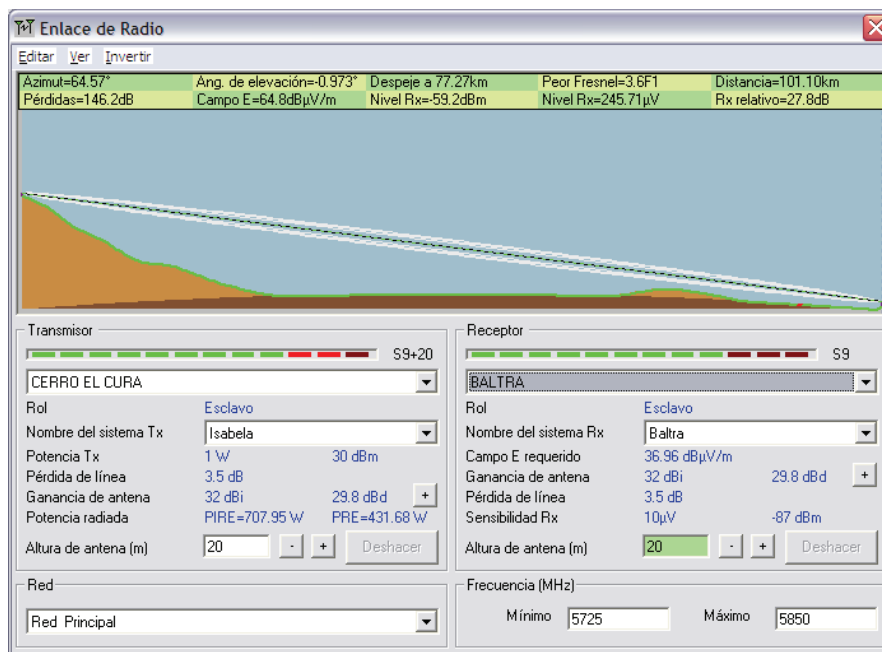 Enlace de Radio
Editar Ver Invertir
Azimut=64.57° Ang. de elevación=-0.973° Despeje a 77.27km Peor Fresnel=3.6F1 Distancia=101.10km
Pérdidas=146.2dB Campo E=64.8dBµV/m Nivel Rx=-59.2dBm Nivel Rx=245.71µV Rx relativo=27.8dB
Transmisor
S9+20
CERRO EL CURA
Rol Esclavo
Nombre del sistema Tx Isabela
Potencia Tx 1 W 30 dBm
Pérdida de línea 3.5 dB
Ganancia de antena 32 dBi 29.8 dBd +
Potencia radiada PIRE=707.95 W PRE=431.68 W
Altura de antena (m) 20 - + Deshacer
Receptor
S9
BALTRA
Rol Esclavo
Nombre del sistema Rx Baltra
Campo E requerido 36.96 dBµV/m
Ganancia de antena 32 dBi 29.8 dBd +
Pérdida de línea 3.5 dB
Sensibilidad Rx 10µV -87 dBm
Altura de antena (m) 20 - + Deshacer
Red
Red Principal
Frecuencia (MHz)
Mínimo 5725 Máximo 5850